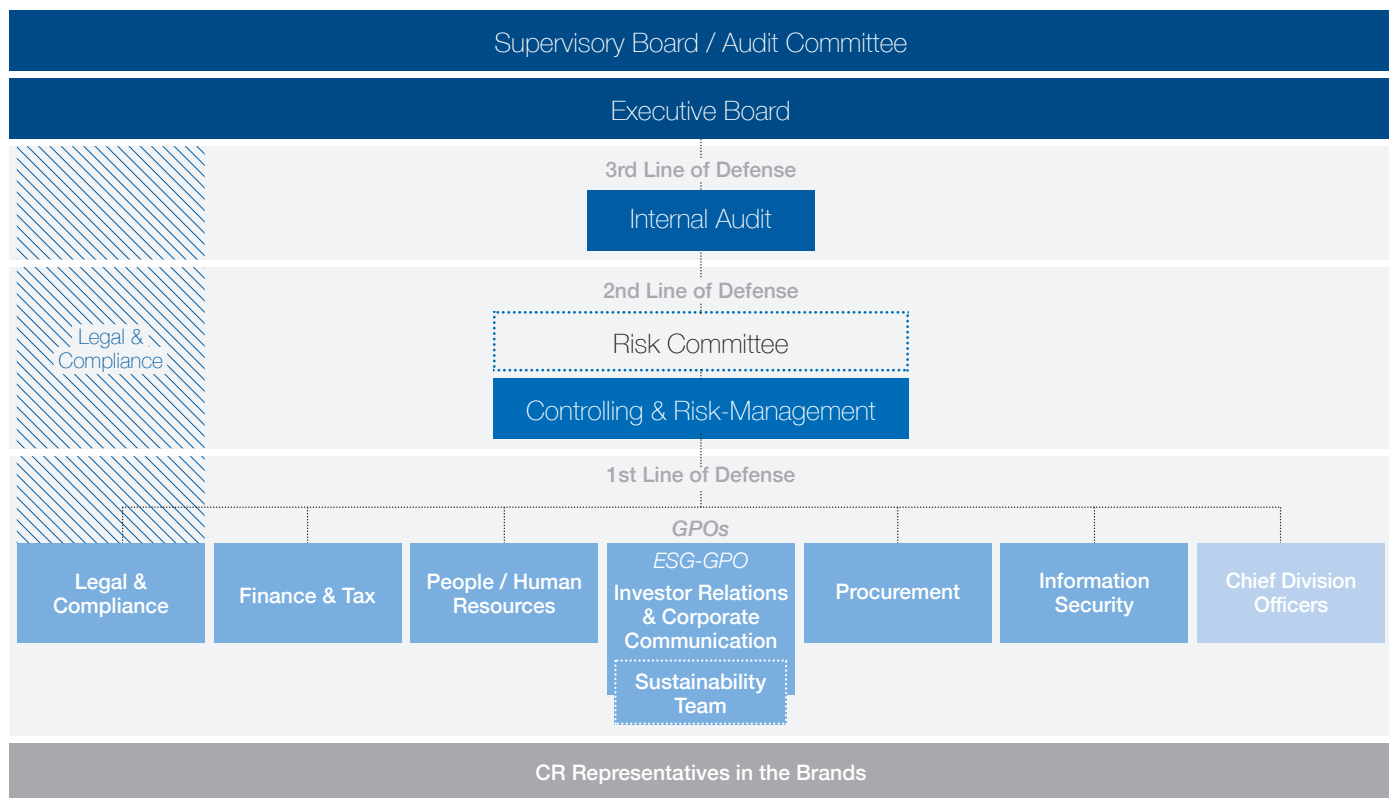 Supervisory Board / Audit Committee
Executive Board
3rd Line of Defense
Internal Audit
2nd Line of Defense
Legal &
Compliance
Risk Committee
Controlling & Risk-Management
1st Line of Defense
GPOs
Legal &
Compliance
Finance & Tax
People / Human
Resources
ESG-GPO
Investor Relations
& Corporate
Communication
Sustainability
Team
Procurement
Information
Security
Chief Division
Officers
CR Representatives in the Brands